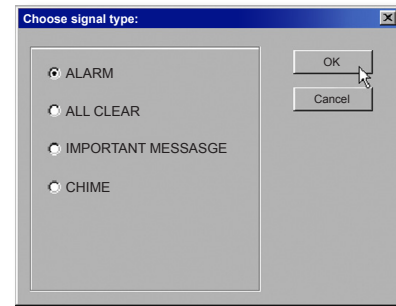 Choose signal type:
ALARM
ALL CLEAR
IMPORTANT MESSASGE
CHIME
OK
Cancel